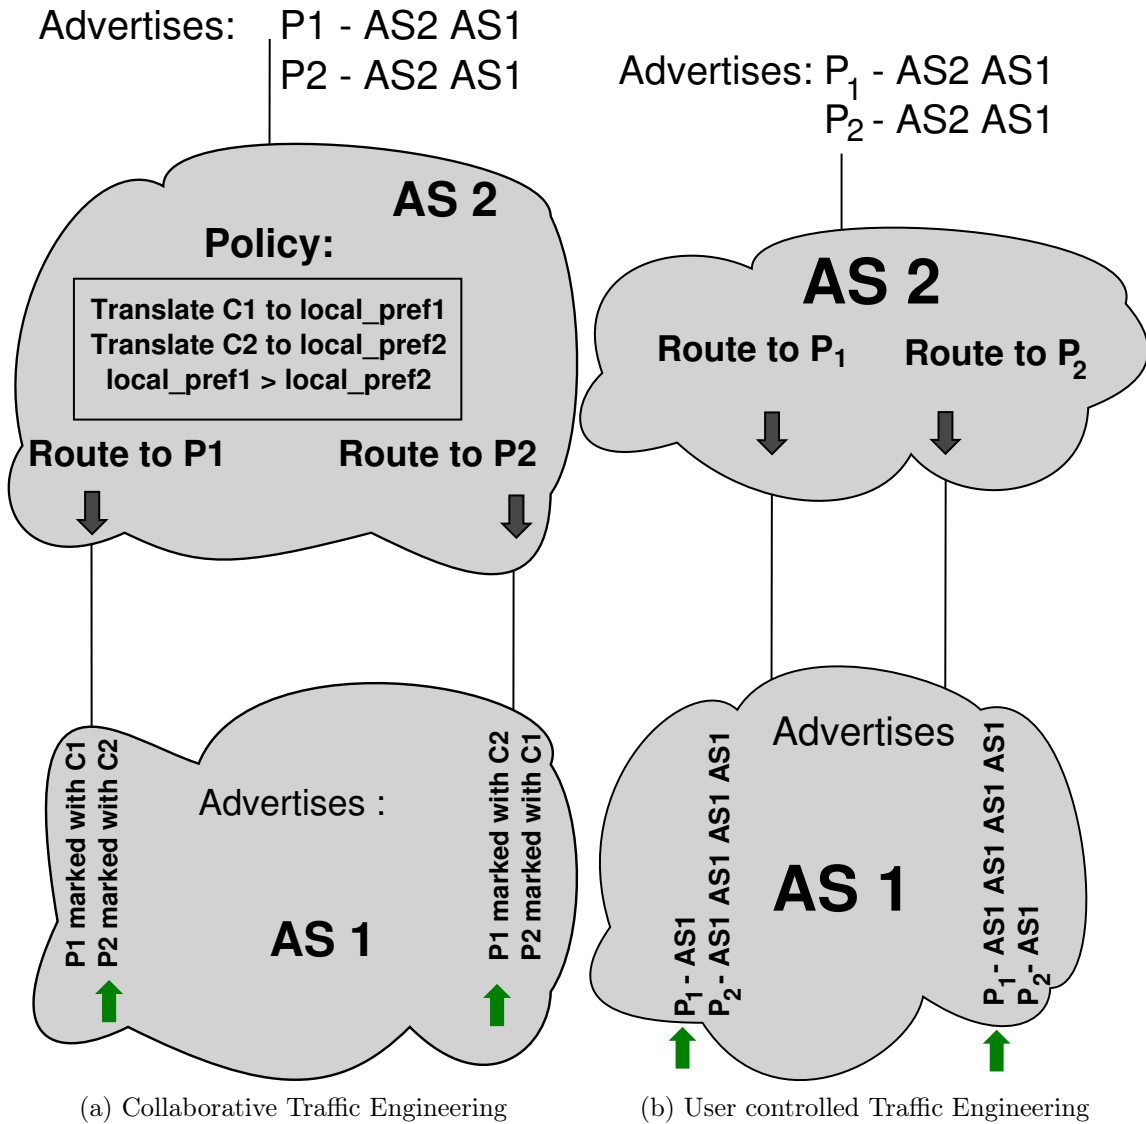 Advertises: P1 - AS2 AS1
P2 - AS2 AS1
AS 2
Policy:
Translate C1 to local_pref1
Translate C2 to local_pref2
local_pref1 > local_pref2
Route to P1
Route to P2
P1 marked with C1
P2 marked with C2
Advertises :
P1 marked with C2
P2 marked with C1
AS 1
(a) Collaborative Traffic Engineering
Advertises: P1 - AS2 AS1
P2 - AS2 AS1
AS 2
Route to P1
Route to P2
Advertises
P1 - AS1
P2 - AS1 AS1 AS1 AS1 AS1
AS 1
P1 - AS1 AS1 AS1 AS1 AS1
P2 - AS1
(b) User controlled Traffic Engineering